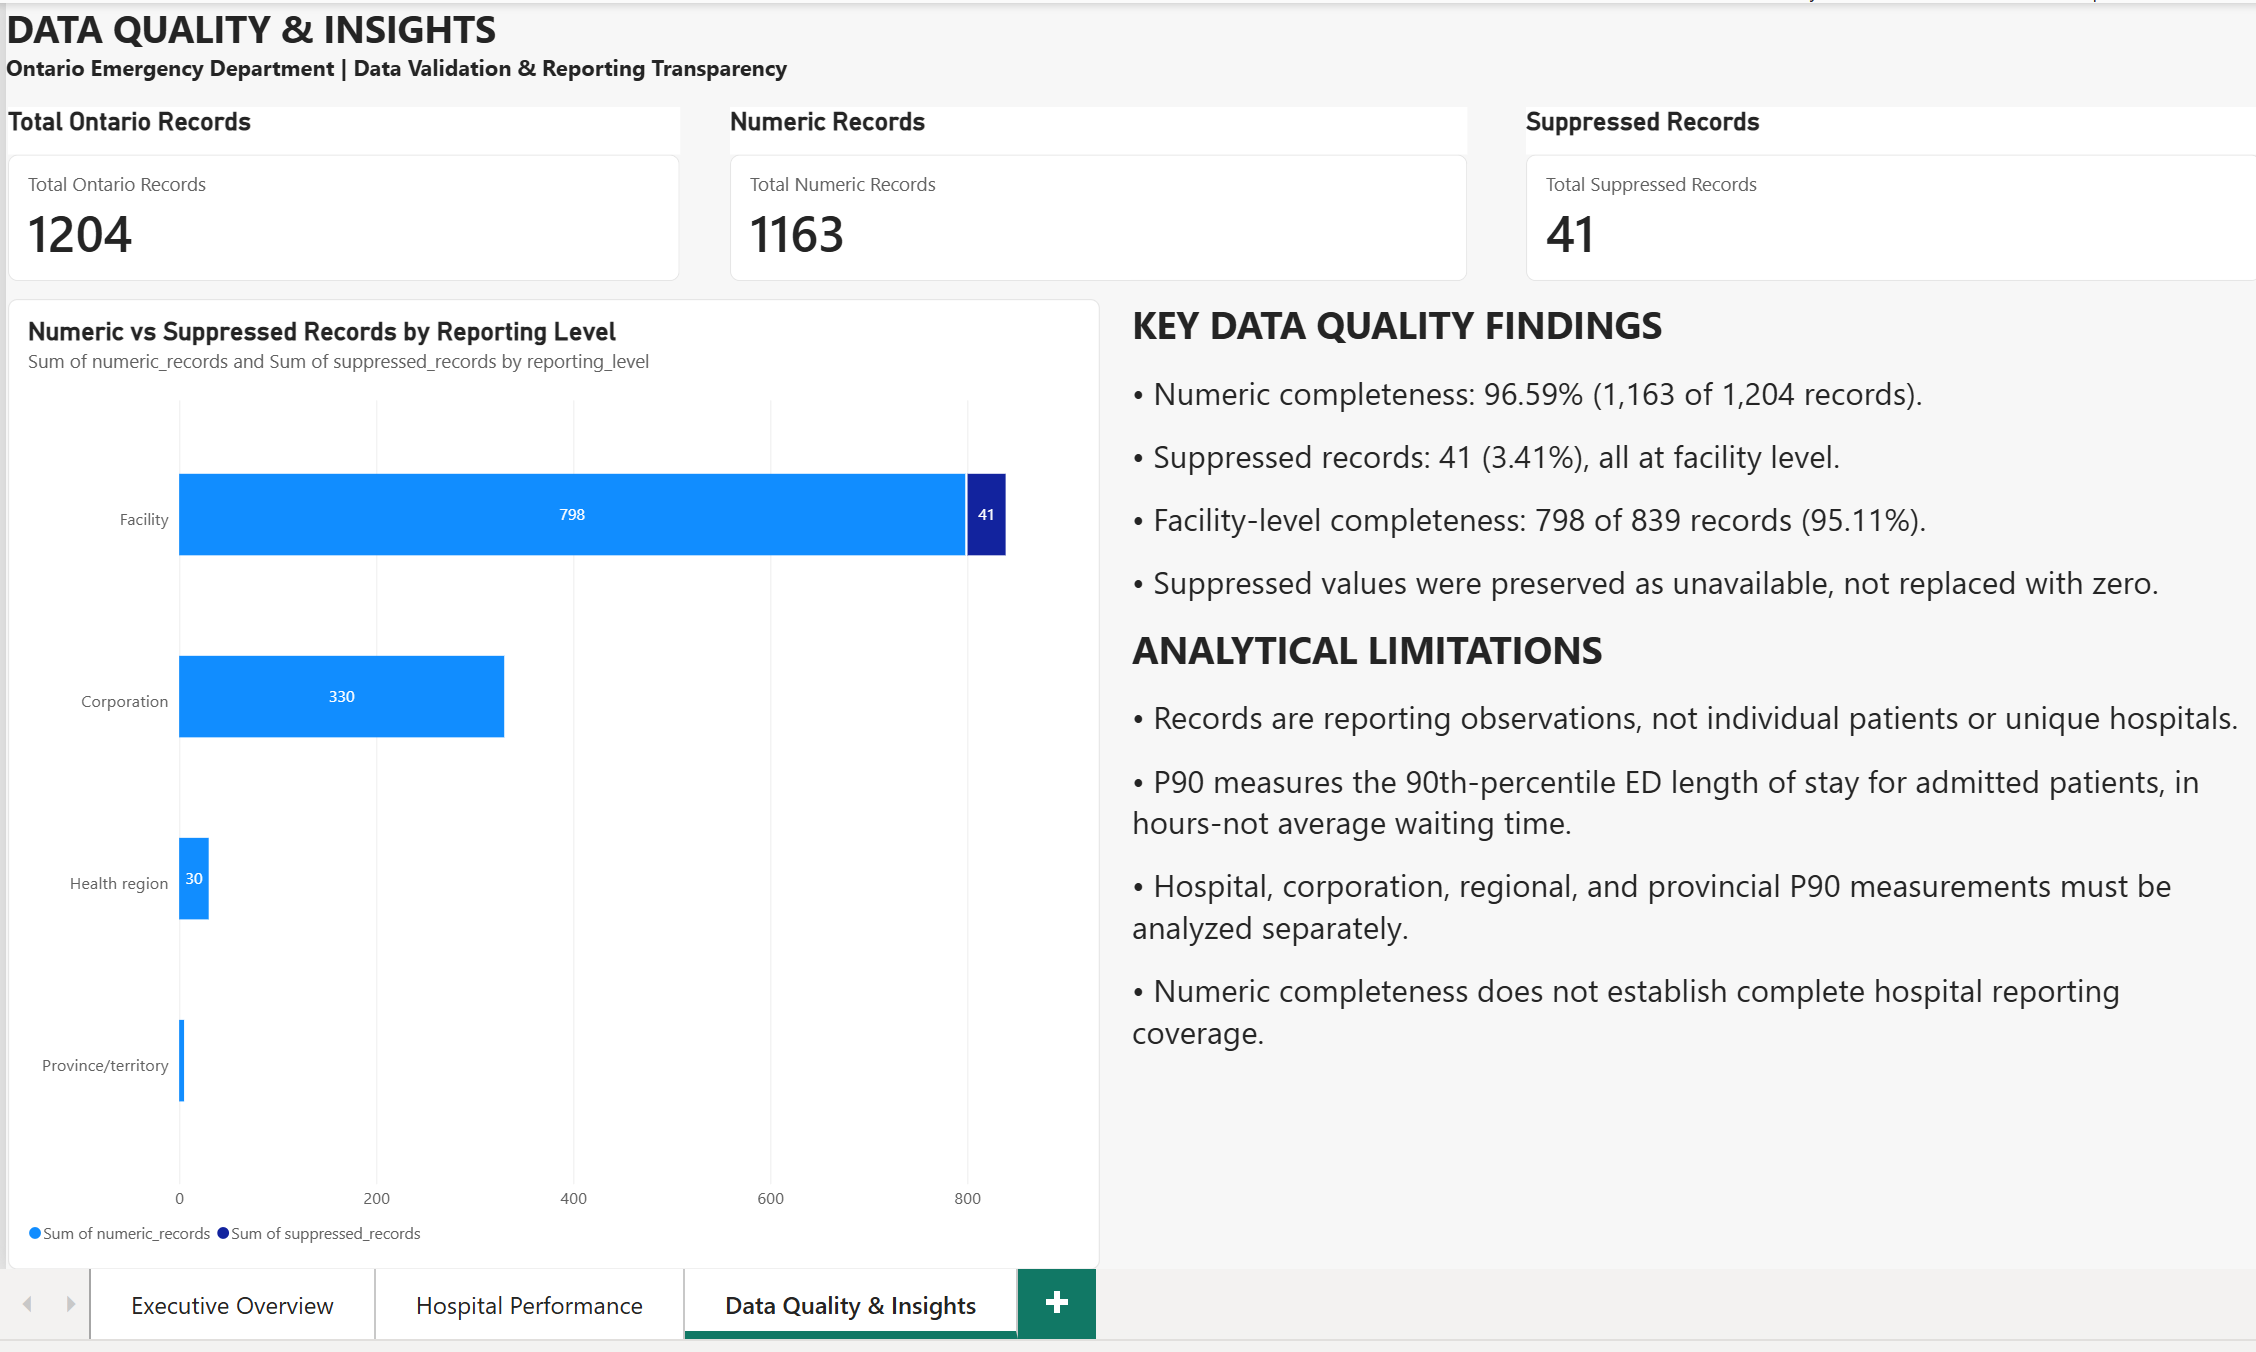 DATA QUALITY & INSIGHTS
Ontario Emergency Department | Data Validation & Reporting Transparency
Total Ontario Records
Numeric Records
Suppressed Records
Total Ontario Records
1204
Total Numeric Records
1163
Total Suppressed Records
41
Numeric vs Suppressed Records by Reporting Level
Sum of numeric_records and Sum of suppressed_records by reporting_level
Facility
798
41
Corporation
330
Health region
30
Province/territory
0
200
400
600
800
Sum of numeric_records
Sum of suppressed_records
KEY DATA QUALITY FINDINGS
• Numeric completeness: 96.59% (1,163 of 1,204 records).
• Suppressed records: 41 (3.41%), all at facility level.
• Facility-level completeness: 798 of 839 records (95.11%).
• Suppressed values were preserved as unavailable, not replaced with zero.
ANALYTICAL LIMITATIONS
• Records are reporting observations, not individual patients or unique hospitals.
• P90 measures the 90th-percentile ED length of stay for admitted patients, in
hours-not average waiting time.
• Hospital, corporation, regional, and provincial P90 measurements must be
analyzed separately.
• Numeric completeness does not establish complete hospital reporting
coverage.
Executive Overview
Hospital Performance
Data Quality & Insights
+